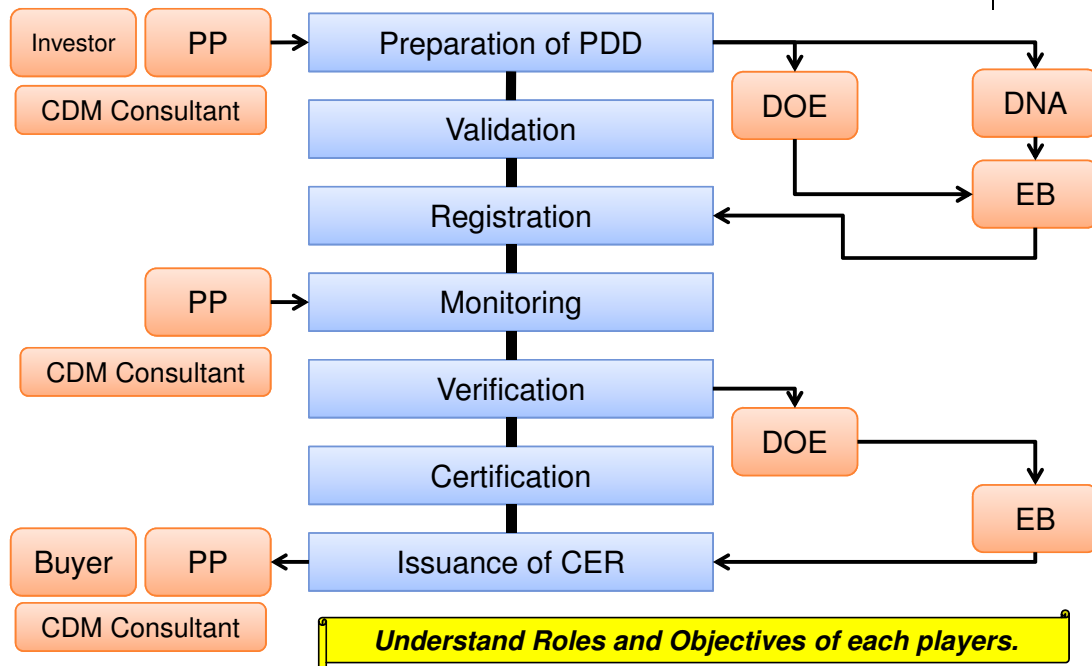 Investor
PP
Preparation of PDD
CDM Consultant
DOE
DNA
Validation
EB
Registration
PP
Monitoring
CDM Consultant
Verification
DOE
Certification
EB
Buyer
PP
Issuance of CER
CDM Consultant
Understand Roles and Objectives of each players.